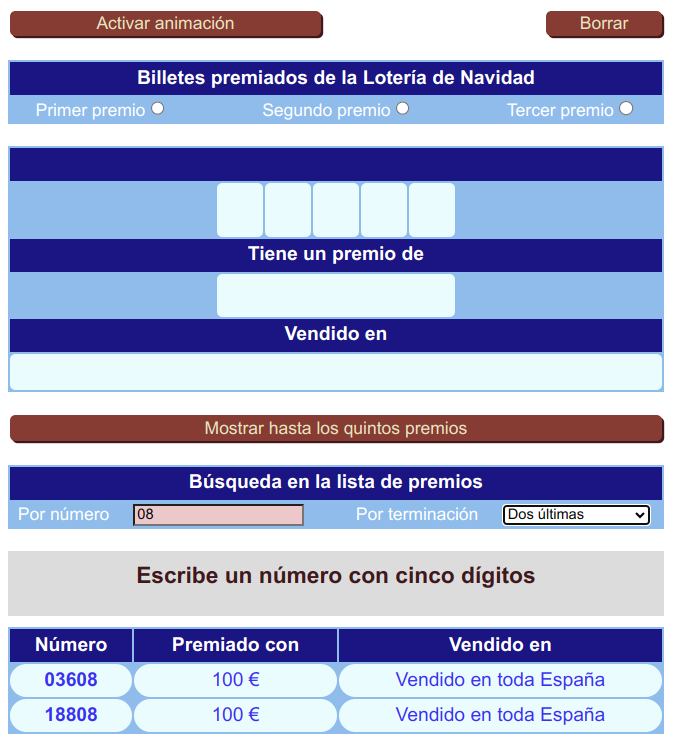 Activar animación Borrar
Billetes premiados de la Lotería de Navidad
Primer premio Segundo premio Tercer premio
Tiene un premio de
Vendido en
Mostrar hasta los quintos premios
Búsqueda en la lista de premios
Por número 08 Por terminación Dos últimas
Escribe un número con cinco dígitos
Número Premiado con Vendido en
03608 100 € Vendido en toda España
18808 100 € Vendido en toda España